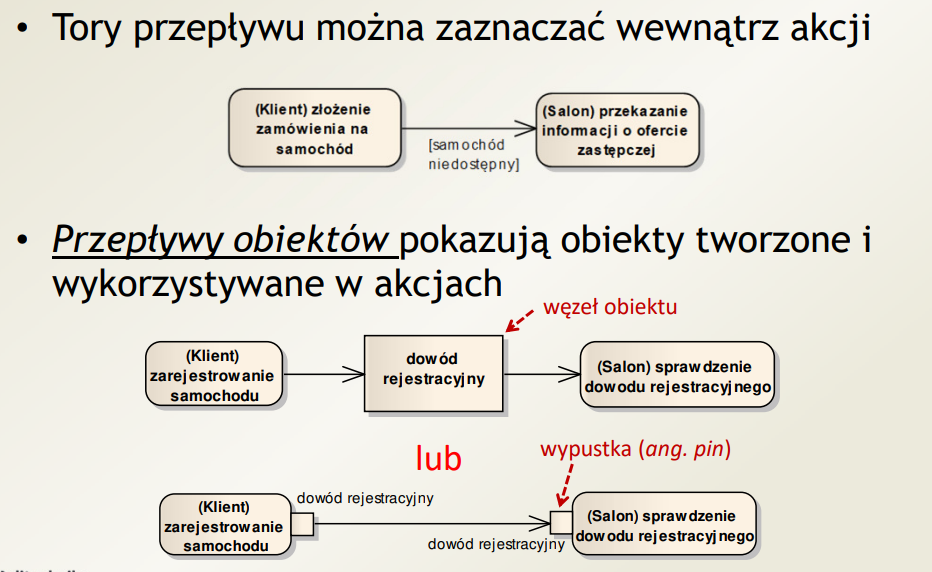 • Tory przepływu można zaznaczać wewnątrz akcji
(Klient) złożenie
zamówienia na
samochód
[samochód
niedostępny]
(Salon) przekazanie
informacji o ofercie
zastępczej
• Przepływy obiektów pokazują obiekty tworzone i
wykorzystywane w akcjach
węzeł obiektu
(Klient)
zarejestrowanie
samochodu
dowód
rejestracyjny
(Salon) sprawdzenie
dowodu rejestracyjnego
lub
wypustka (ang. pin)
(Klient)
zarejestrowanie
samochodu
dowód rejestracyjny
dowód rejestracyjny
(Salon) sprawdzenie
dowodu rejestracyjnego